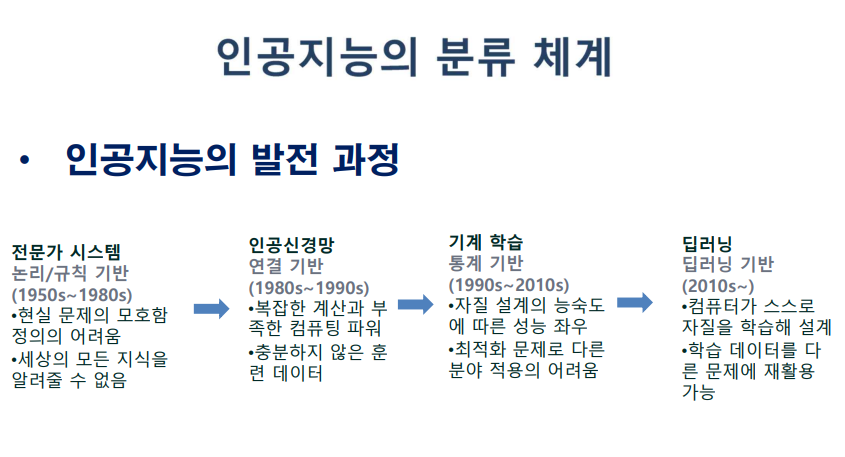 인공지능의 분류 체계
• 인공지능의 발전 과정
전문가 시스템
논리/규칙 기반
(1950s~1980s)
•현실 문제의 모호함
정의의 어려움
•세상의 모든 지식을
알려줄 수 없음
인공신경망
연결 기반
(1980s~1990s)
•복잡한 계산과 부
족한 컴퓨팅 파워
•충분하지 않은 훈
련 데이터
기계 학습
통계 기반
(1990s~2010s)
•자질 설계의 능숙도
에 따른 성능 좌우
•최적화 문제로 다른
분야 적용의 어려움
딥러닝
딥러닝 기반
(2010s~)
•컴퓨터가 스스로
자질을 학습해 설계
•학습 데이터를 다
른 문제에 재활용
가능